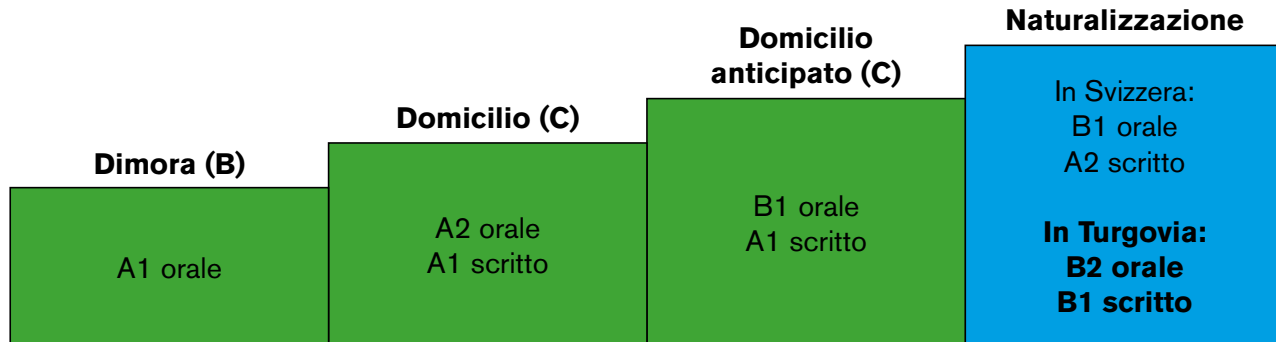 Dimora (B)
A1 orale
Domicilio (C)
A2 orale
A1 scritto
Domicilio
anticipato (C)
B1 orale
A1 scritto
Naturalizzazione
In Svizzera:
B1 orale
A2 scritto
In Turgovia:
B2 orale
B1 scritto